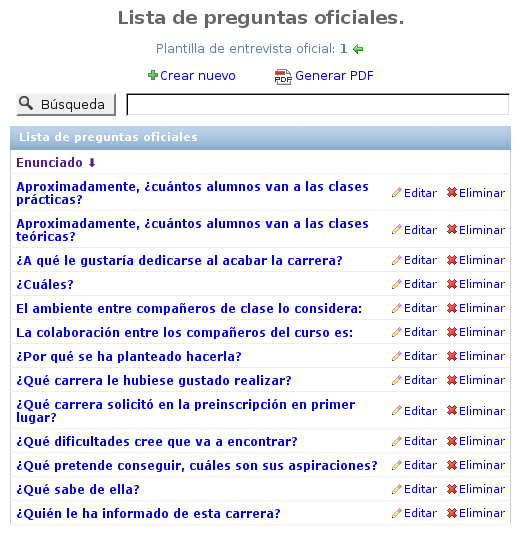 Lista de preguntas oficiales.
Plantilla de entrevista oficial: 1
Crear nuevo Generar PDF
Búsqueda
Lista de preguntas oficiales
Enunciado ⬇
Aproximadamente, ¿cuántos alumnos van a las clases
prácticas? Editar Eliminar
Aproximadamente, ¿cuántos alumnos van a las clases
teóricas? Editar Eliminar
¿A qué le gustaría dedicarse al acabar la carrera? Editar Eliminar
¿Cuáles? Editar Eliminar
El ambiente entre compañeros de clase lo considera: Editar Eliminar
La colaboración entre los compañeros del curso es: Editar Eliminar
¿Por qué se ha planteado hacerla? Editar Eliminar
¿Qué carrera le hubiese gustado realizar? Editar Eliminar
¿Qué carrera solicitó en la preinscripción en primer
lugar? Editar Eliminar
¿Qué dificultades cree que va a encontrar? Editar Eliminar
¿Qué pretende conseguir, cuáles son sus aspiraciones? Editar Eliminar
¿Qué sabe de ella? Editar Eliminar
¿Quién le ha informado de esta carrera? Editar Eliminar